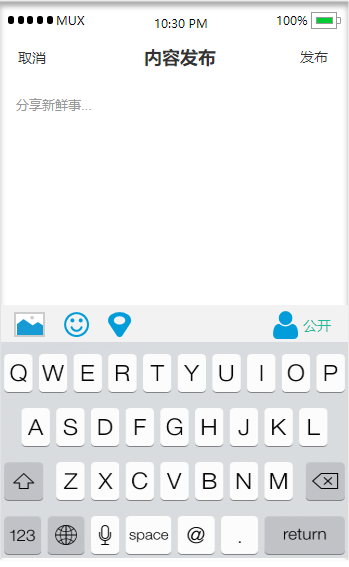 MUX 10:30 PM 100%
取消 内容发布 发布
分享新鲜事...
公开
Q W E R T Y U I O P
A S D F G H J K L
Z X C V B N M
123 space @ . return